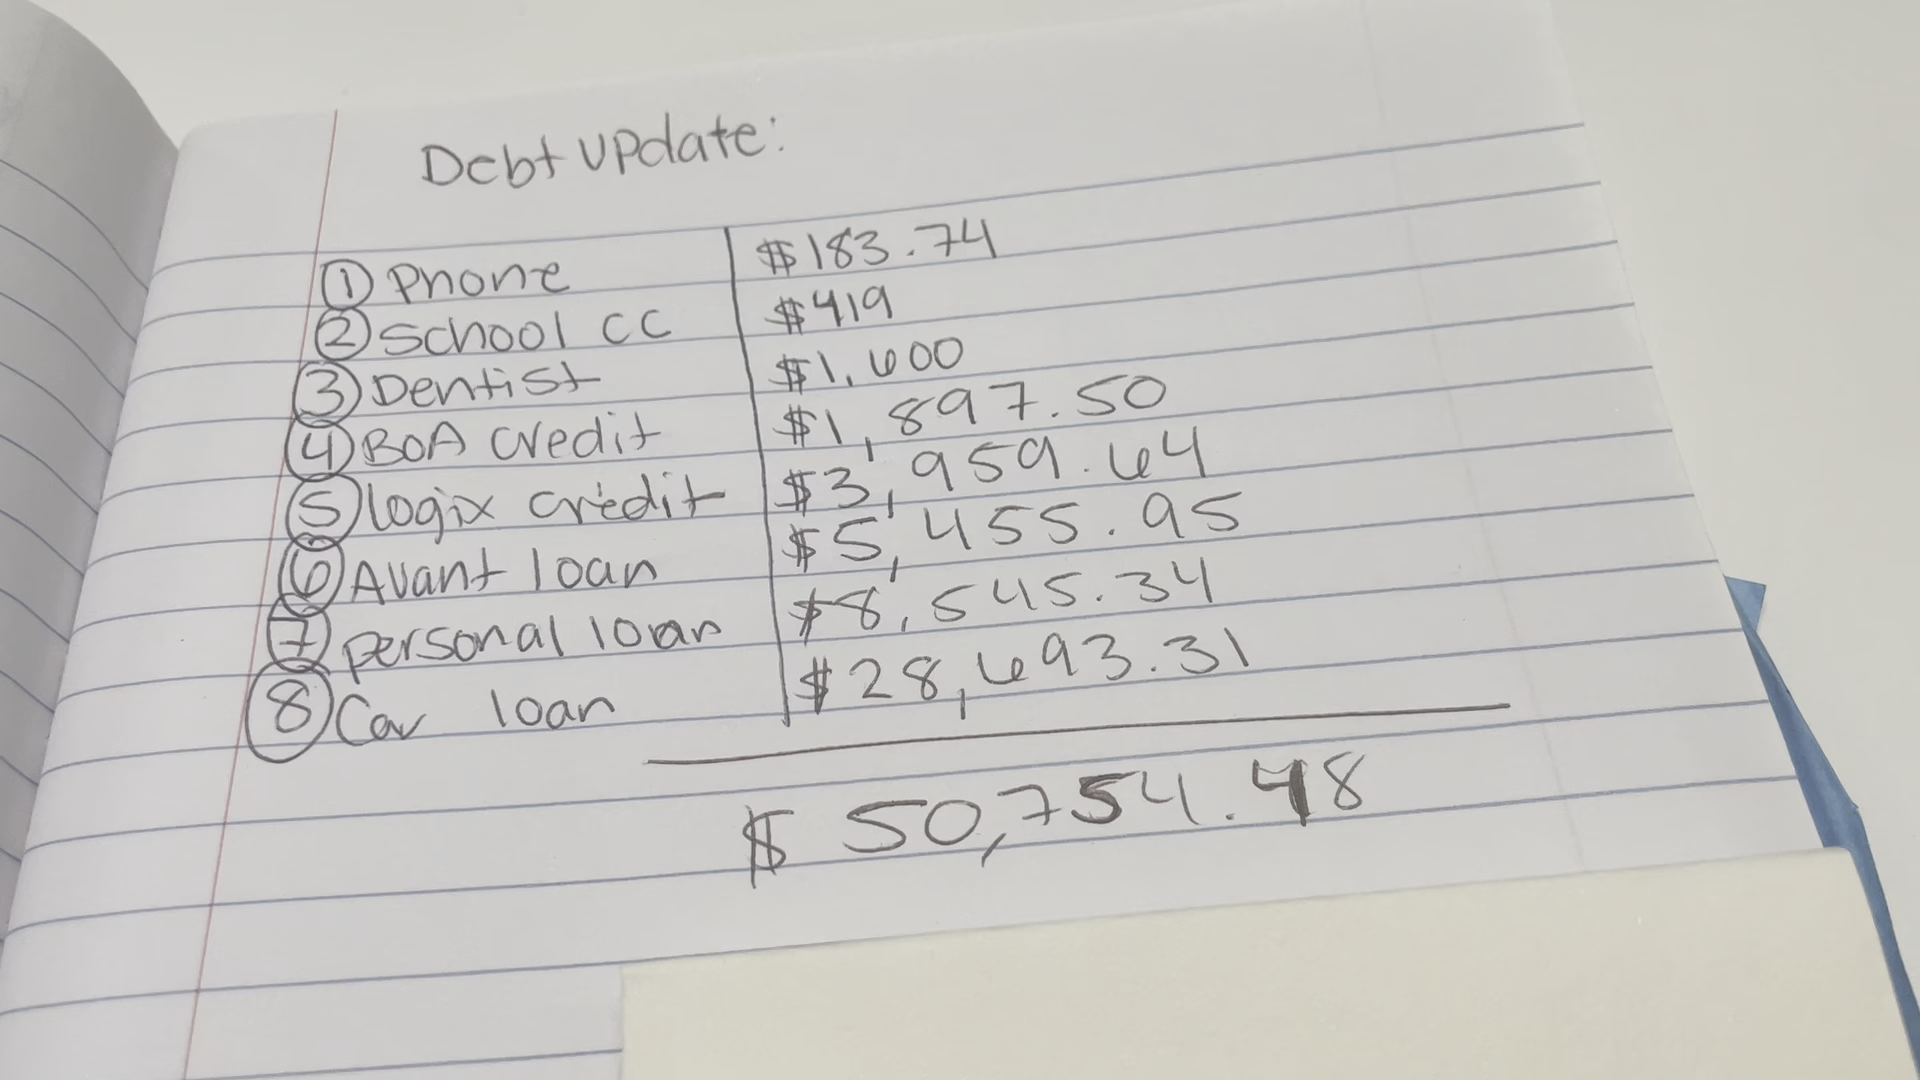 Debt update:
① Phone $183.74
② School CC $419
③ Dentist $1,600
④ BOA credit $1,897.50
⑤ logix credit $3,959.64
⑥ Avant loan $5,455.95
⑦ personal loan $8,545.34
⑧ Car loan $28,693.31
$50,754.48